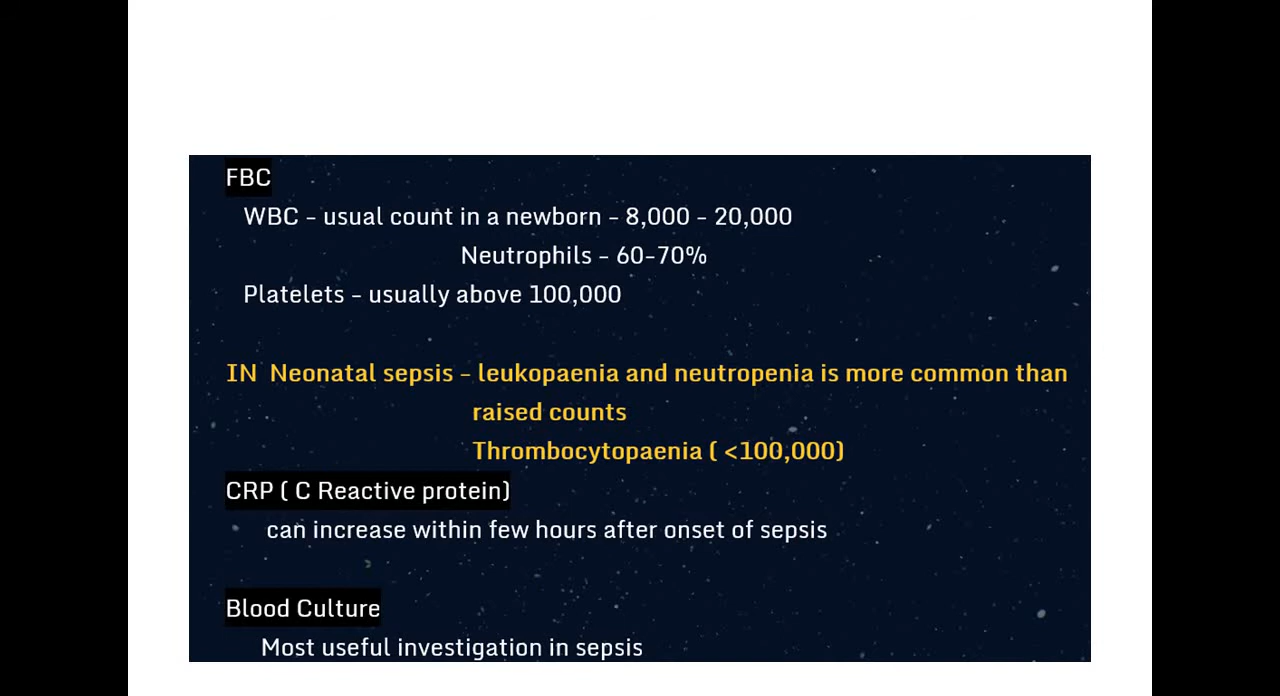 FBC
WBC – usual count in a newborn – 8,000 – 20,000
Neutrophils – 60-70%
Platelets – usually above 100,000
IN Neonatal sepsis – leukopaenia and neutropenia is more common than
raised counts
Thrombocytopaenia ( <100,000)
CRP ( C Reactive protein)
can increase within few hours after onset of sepsis
Blood Culture
Most useful investigation in sepsis